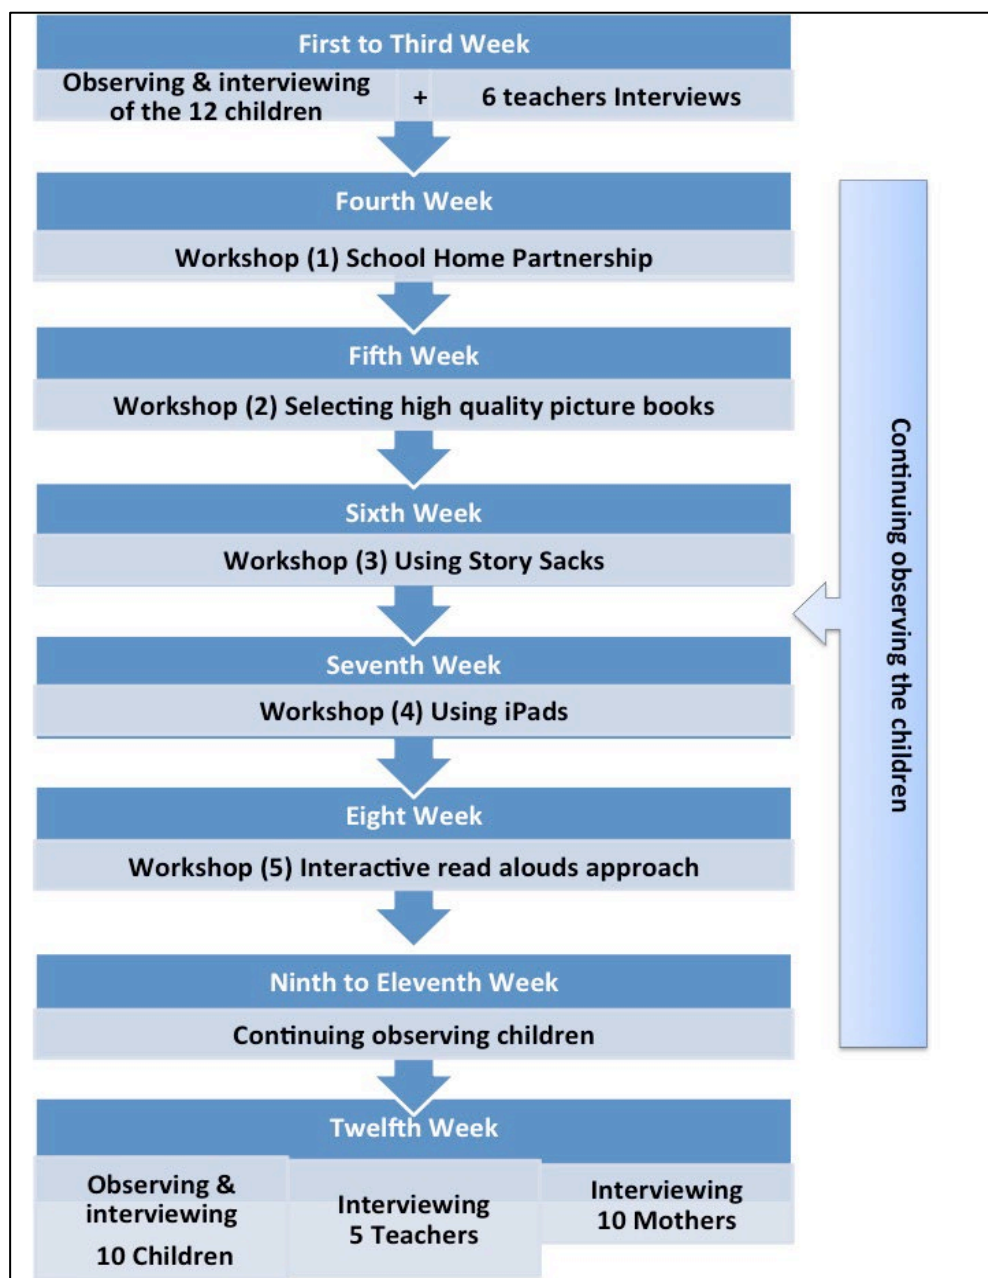 First to Third Week
Observing & interviewing
of the 12 children
+
6 teachers Interviews
Fourth Week
Workshop (1) School Home Partnership
Fifth Week
Workshop (2) Selecting high quality picture books
Sixth Week
Workshop (3) Using Story Sacks
Seventh Week
Workshop (4) Using iPads
Eight Week
Workshop (5) Interactive read alouds approach
Ninth to Eleventh Week
Continuing observing children
Twelfth Week
Observing &
interviewing
10 Children
Interviewing
5 Teachers
Interviewing
10 Mothers
Continuing observing the children